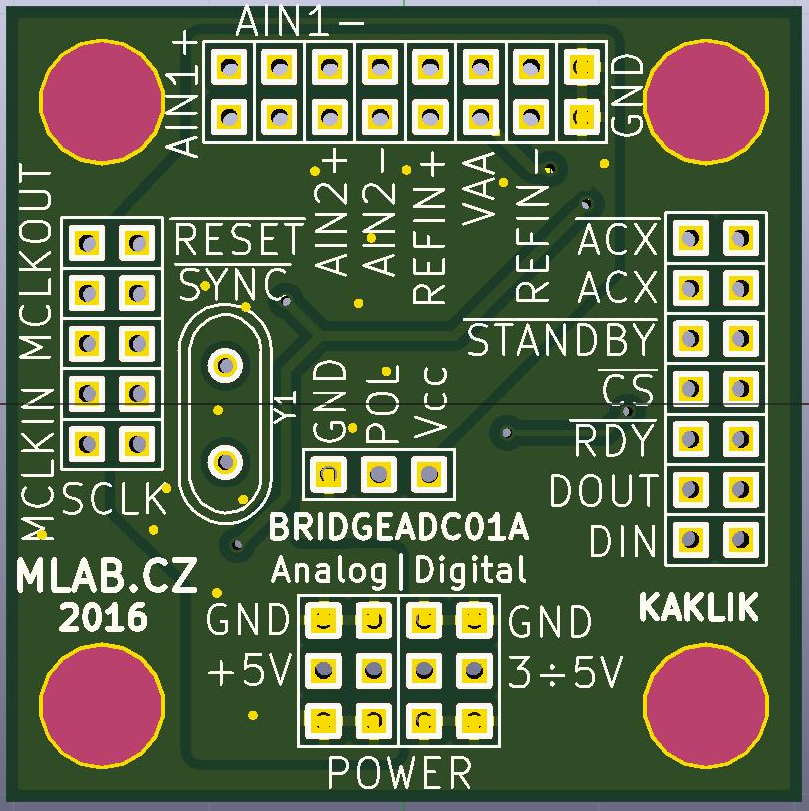 AIN1-
AIN1+
GND
AIN2+
AIN2-
REFIN+
VAA
REFIN-
MCLKOUT
RESET
SYNC
ACX
ACX
STANDBY
CS
RDY
DOUT
DIN
MCLKIN
SCLK
Y1
GND
POL
Vcc
BRIDGEADC01A
Analog|Digital
MLAB.CZ
2016
KAKLIK
GND
GND
+5V
3÷5V
POWER